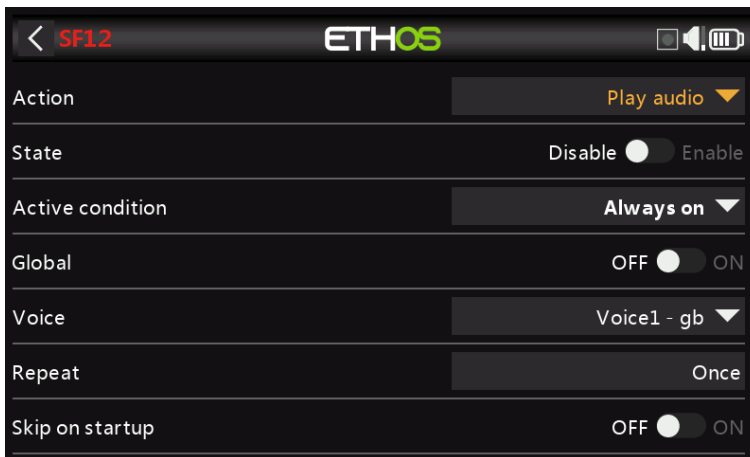 SF12 ETHOS
Action Play audio
State Disable Enable
Active condition Always on
Global OFF ON
Voice Voice1 - gb
Repeat Once
Skip on startup OFF ON